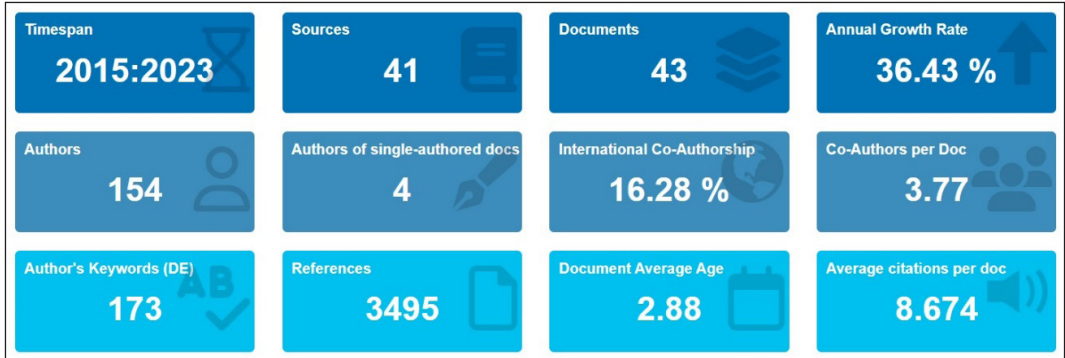 Timespan
2015:2023
Sources
41
Documents
43
Annual Growth Rate
36.43 %
Authors
154
Authors of single-authored docs
4
International Co-Authorship
16.28 %
Co-Authors per Doc
3.77
Author's Keywords (DE)
173
AB
References
3495
Document Average Age
2.88
Average citations per doc
8.674